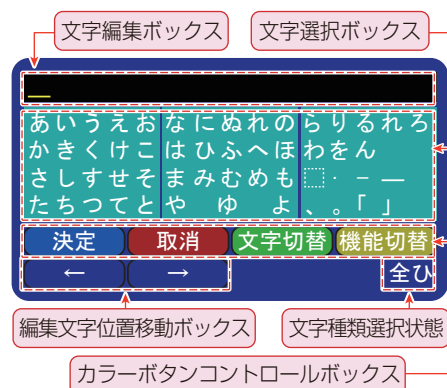 文字編集ボックス 文字選択ボックス
あいうえお なにぬねの らりるれろ
かきくけこ はひふへほ わをん
さしすせそ まみむめも ・ － ―
たちつてと や ゆ よ 、。「」
決定 取消 文字切替 機能切替
← → 全ひ
編集文字位置移動ボックス 文字種類選択状態
カラーボタンコントロールボックス